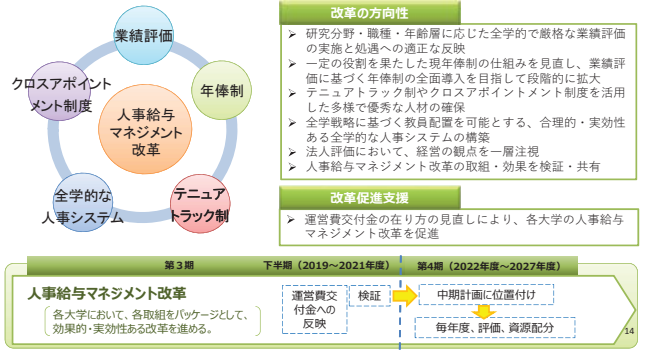 業績評価
クロスアポイント
メント制度
年俸制
人事給与
マネジメント
改革
全学的な
人事システム
テニュア
トラック制
改革の方向性
➢ 研究分野・職種・年齢層に応じた全学的で厳格な業績評価
の実施と処遇への適正な反映
➢ 一定の役割を果たした現年俸制の仕組みを見直し、業績評
価に基づく年俸制の全面導入を目指して段階的に拡大
➢ テニュアトラック制やクロスアポイントメント制度を活用
した多様で優秀な人材の確保
➢ 全学戦略に基づく教員配置を可能とする、合理的・実効性
ある全学的な人事システムの構築
➢ 法人評価において、経営の観点を一層注視
➢ 人事給与マネジメント改革の取組・効果を検証・共有
改革促進支援
➢ 運営費交付金の在り方の見直しにより、各大学の人事給与
マネジメント改革を促進
第３期 下半期（2019～2021年度） 第4期（2022年度～2027年度）
人事給与マネジメント改革
各大学において、各取組をパッケージとして、
効果的・実効性ある改革を進める。
運営費交
付金への
反映
検証
中期計画に位置付け
毎年度、評価、資源配分
14